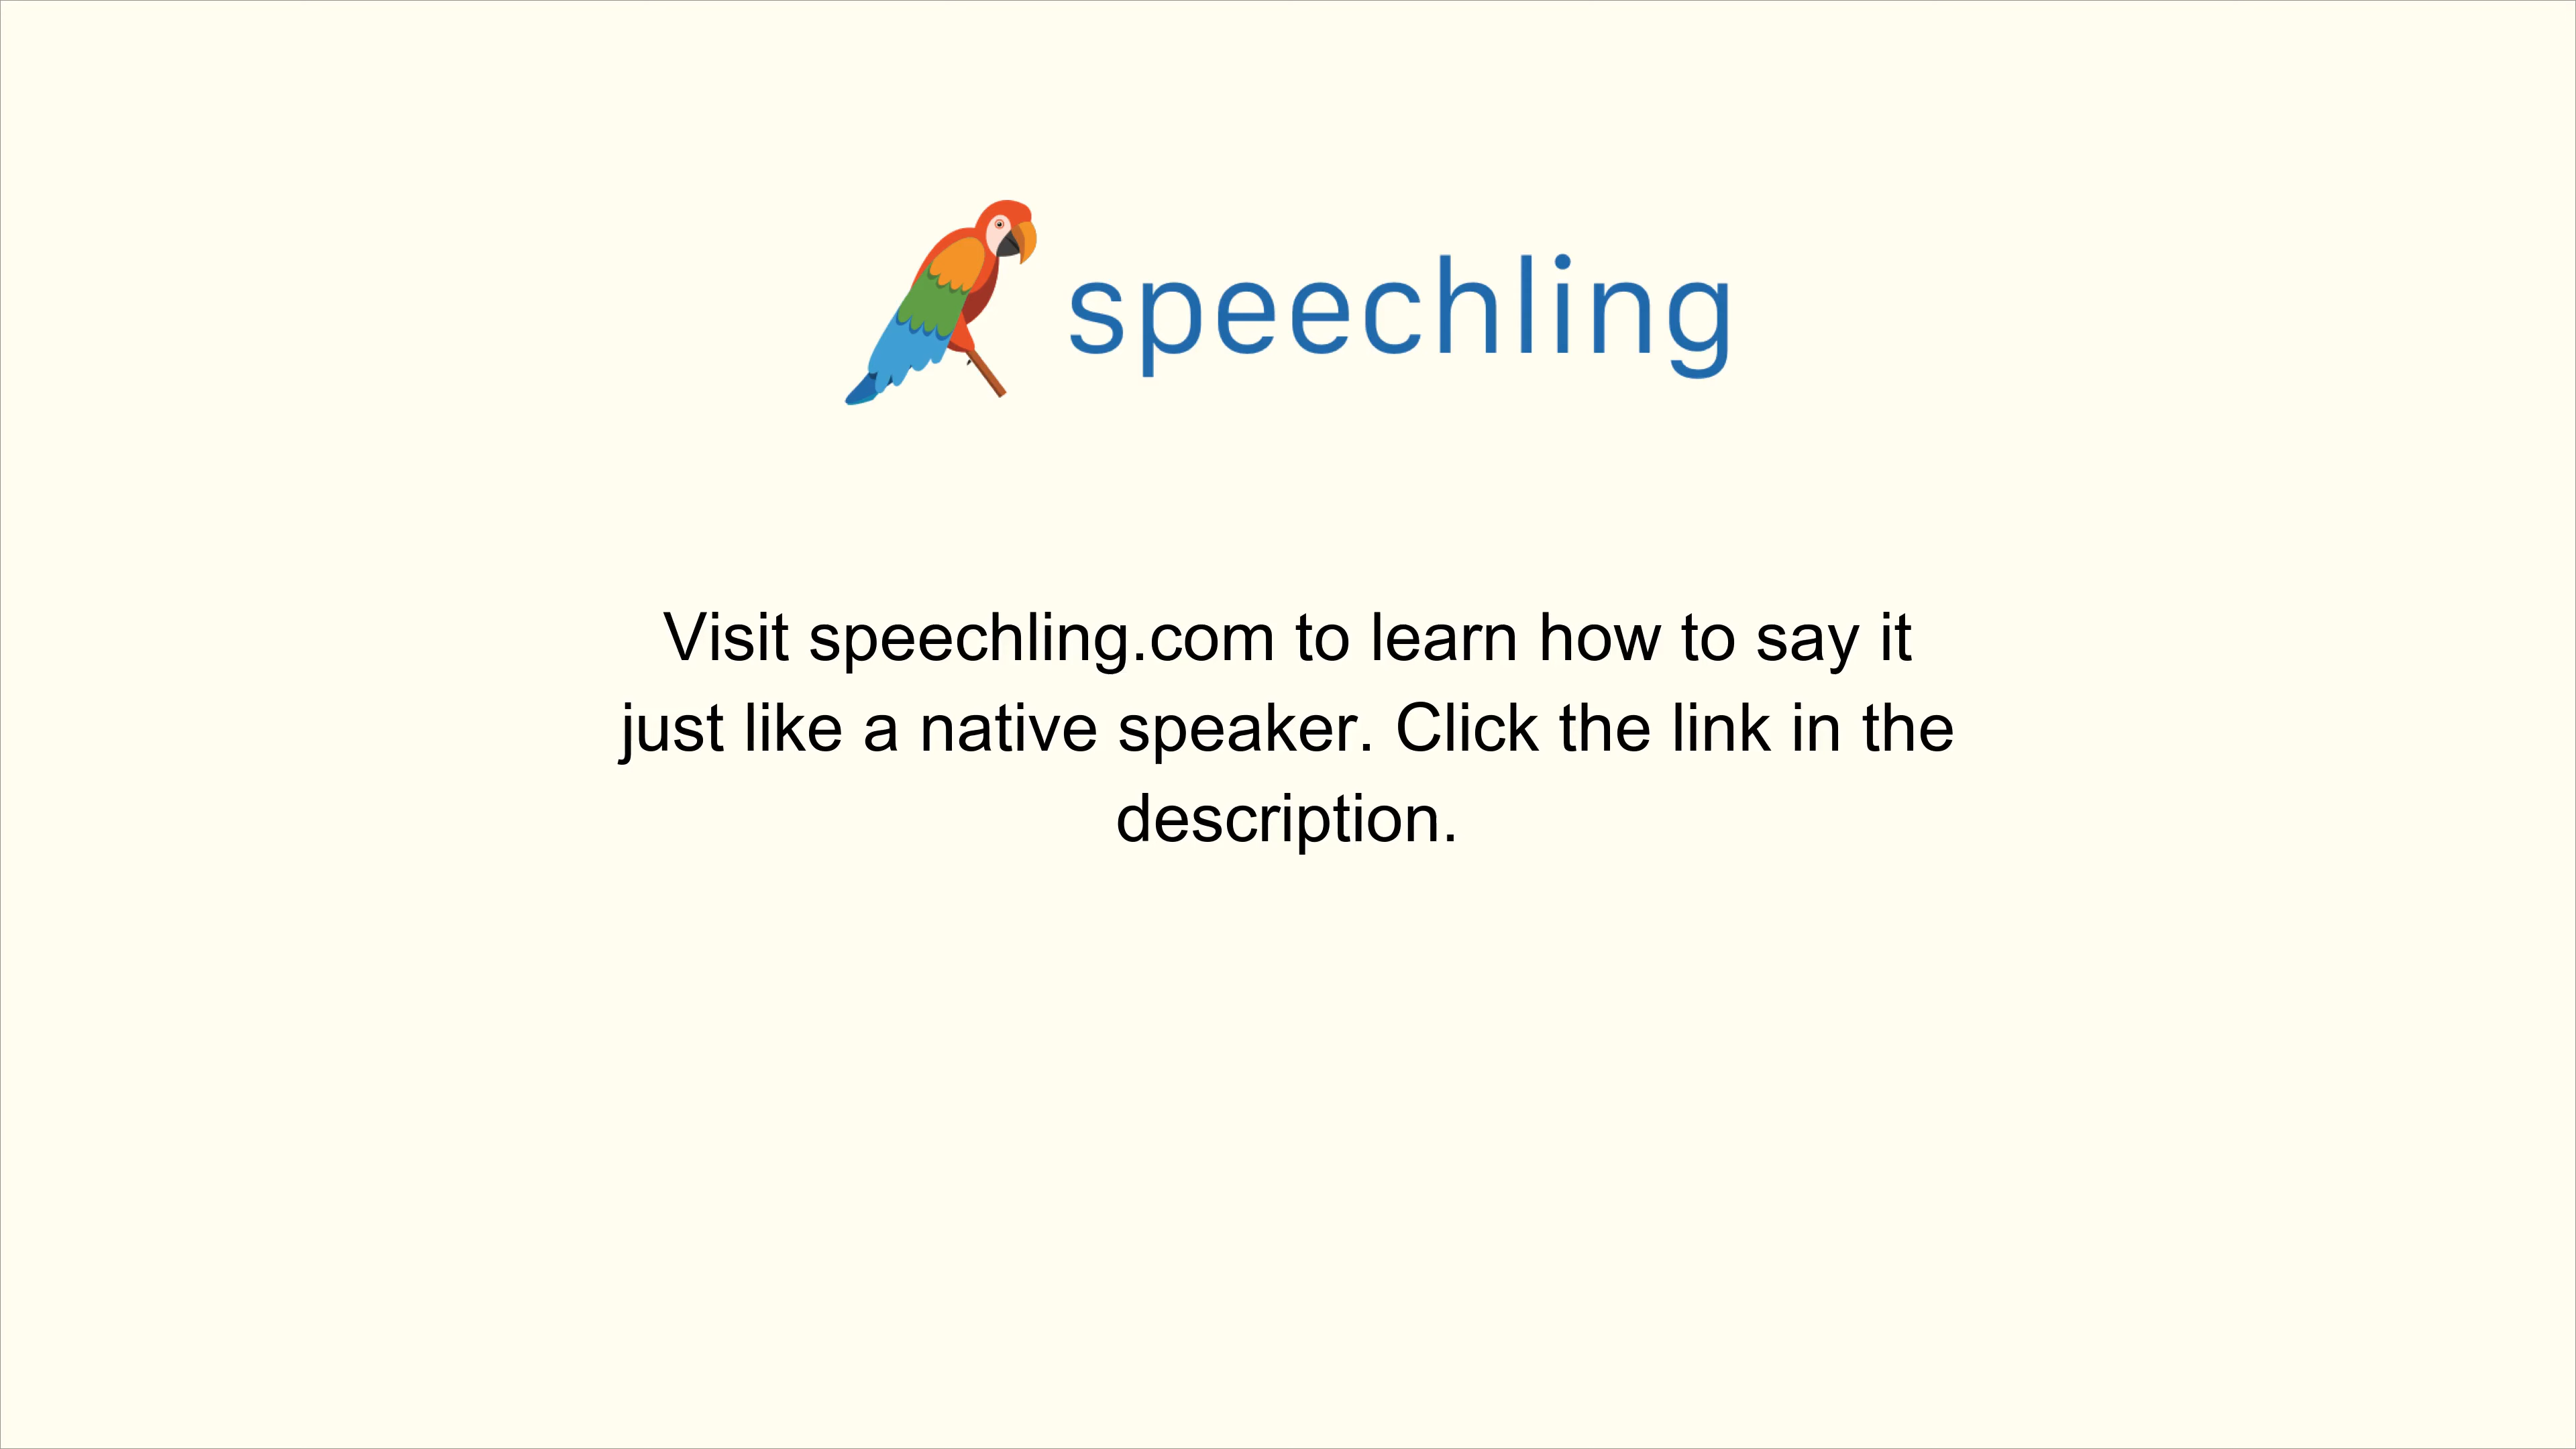 speechling
Visit speechling.com to learn how to say it
just like a native speaker. Click the link in the
description.